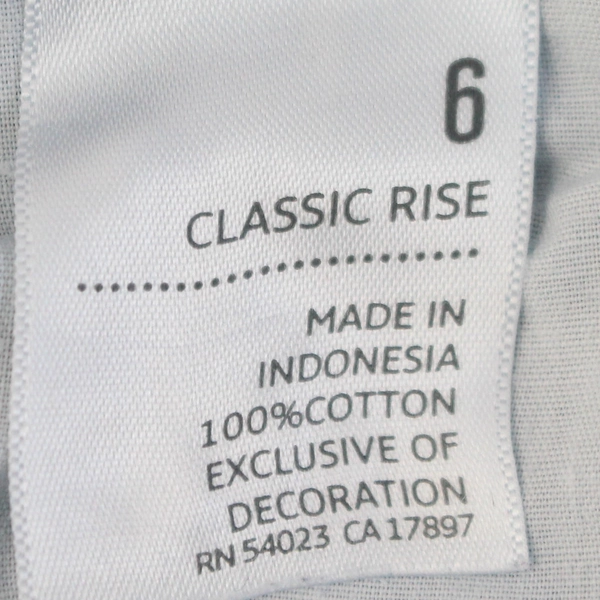 6
CLASSIC RISE
MADE IN
INDONESIA
100%COTTON
EXCLUSIVE OF
DECORATION
RN 54023 CA 17897